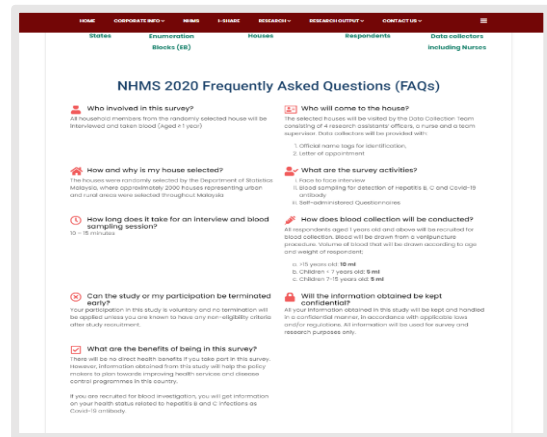 HOME CORPORATE INFO NHMS I-SHARE RESEARCH RESEARCH OUTPUT CONTACT US
States Enumeration Houses Respondents Data collectors
Blocks (EB) including Nurses
NHMS 2020 Frequently Asked Questions (FAQs)
Who involved in this survey?
All household members from the randomly selected house will be
interviewed and taken blood (Aged ≥ 1 year)
Who will come to the house?
The selected houses will be visited by the Data Collection Team
consisting of 4 research assistants' officers, a nurse and a team
supervisor. Data collectors will be provided with:
1. Official name tags for identification.
2. Letter of appointment
How and why is my house selected?
The houses were randomly selected by the Department of Statistics
Malaysia, where approximately 2000 houses representing urban
and rural areas were selected throughout Malaysia
What are the survey activities?
i. Face to face interview
ii. Blood sampling for detection of Hepatitis B, C and Covid-19
antibody
iii. Self-administered Questionnaires
How long does it take for an interview and blood
sampling session?
10 – 15 minutes
How does blood collection will be conducted?
All respondents aged 1 years old and above will be recruited for
blood collection. Blood will be drawn from a venipuncture
procedure. Volume of blood that will be drawn according to age
and weight of respondent;
a. >15 years old: 10 ml
b. Children < 7 years old: 5 ml
c. Children 7-15 years old: 5 ml
Can the study or my participation be terminated
early?
Your participation in this study is voluntary and no termination will
be applied unless you are known to have any non-eligibility criteria
after study recruitment.
Will the information obtained be kept
confidential?
All your information obtained in this study will be kept and handled
in a confidential manner, in accordance with applicable laws
and/or regulations. All information will be used for survey and
research purposes only.
What are the benefits of being in this survey?
There will be no direct health benefits if you take part in this survey.
However, information obtained from this study will help the policy
makers to plan towards improving health services and disease
control programmes in this country.
If you are recruited for blood investigation, you will get information
on your health status related to hepatitis B and C infections as
Covid-19 antibody.